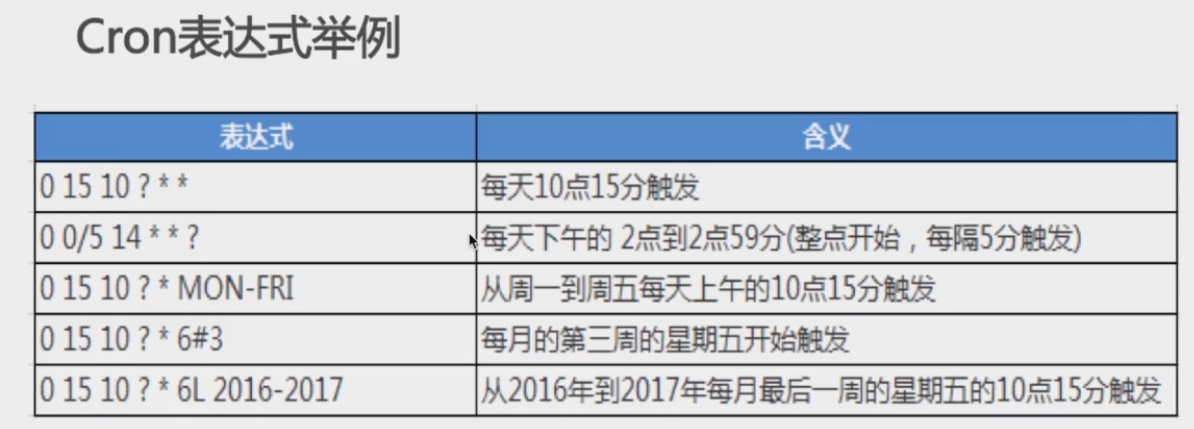 Cron表达式举例
表达式 含义
0 15 10 ? * * 每天10点15分触发
0 0/5 14 * * ? 每天下午的 2点到2点59分(整点开始，每隔5分触发)
0 15 10 ? * MON-FRI 从周一到周五每天上午的10点15分触发
0 15 10 ? * 6#3 每月的第三周的星期五开始触发
0 15 10 ? * 6L 2016-2017 从2016年到2017年每月最后一周的星期五的10点15分触发